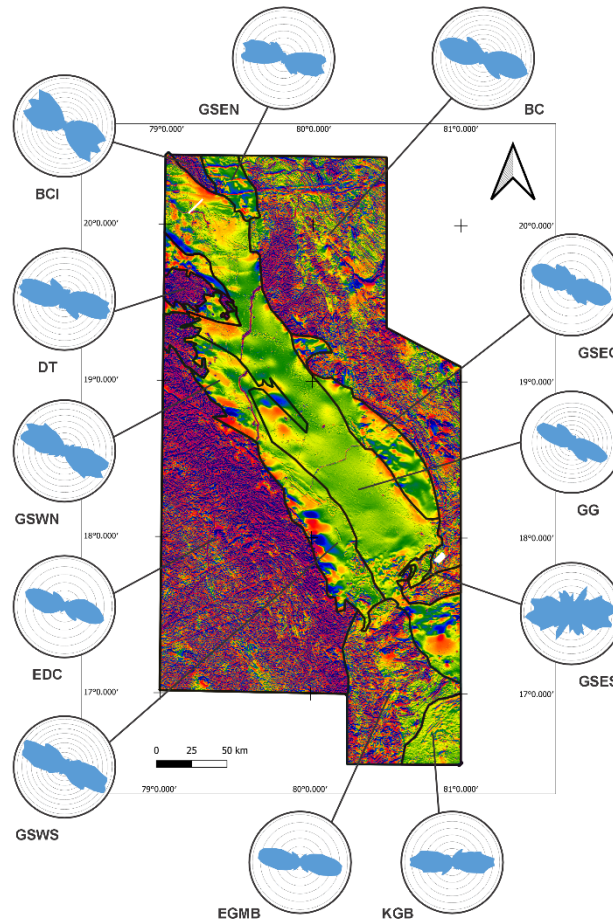 GSEN
BC
79°0.000'
80°0.000'
81°0.000'
BCI
20°0.000'
20°0.000'
DT
GSEC
19°0.000'
19°0.000'
GSWN
GG
18°0.000'
18°0.000'
EDC
GSES
17°0.000'
17°0.000'
0 25 50 km
GSWS
79°0.000'
80°0.000'
81°0.000'
EGMB
KGB